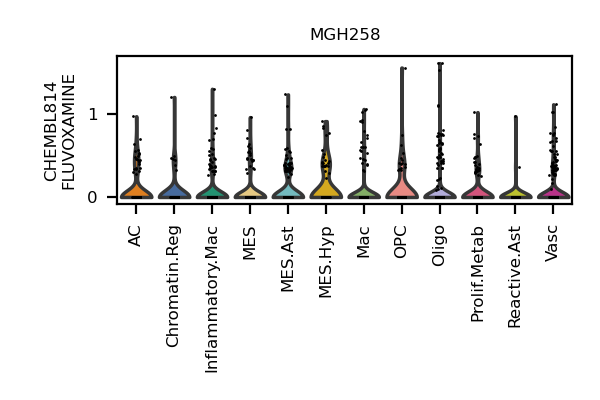 MGH258
CHEMBL814
FLUVOXAMINE
1
0
AC
Chromatin.Reg
Inflammatory.Mac
MES
MES.Ast
MES.Hyp
Mac
OPC
Oligo
Prolif.Metab
Reactive.Ast
Vasc